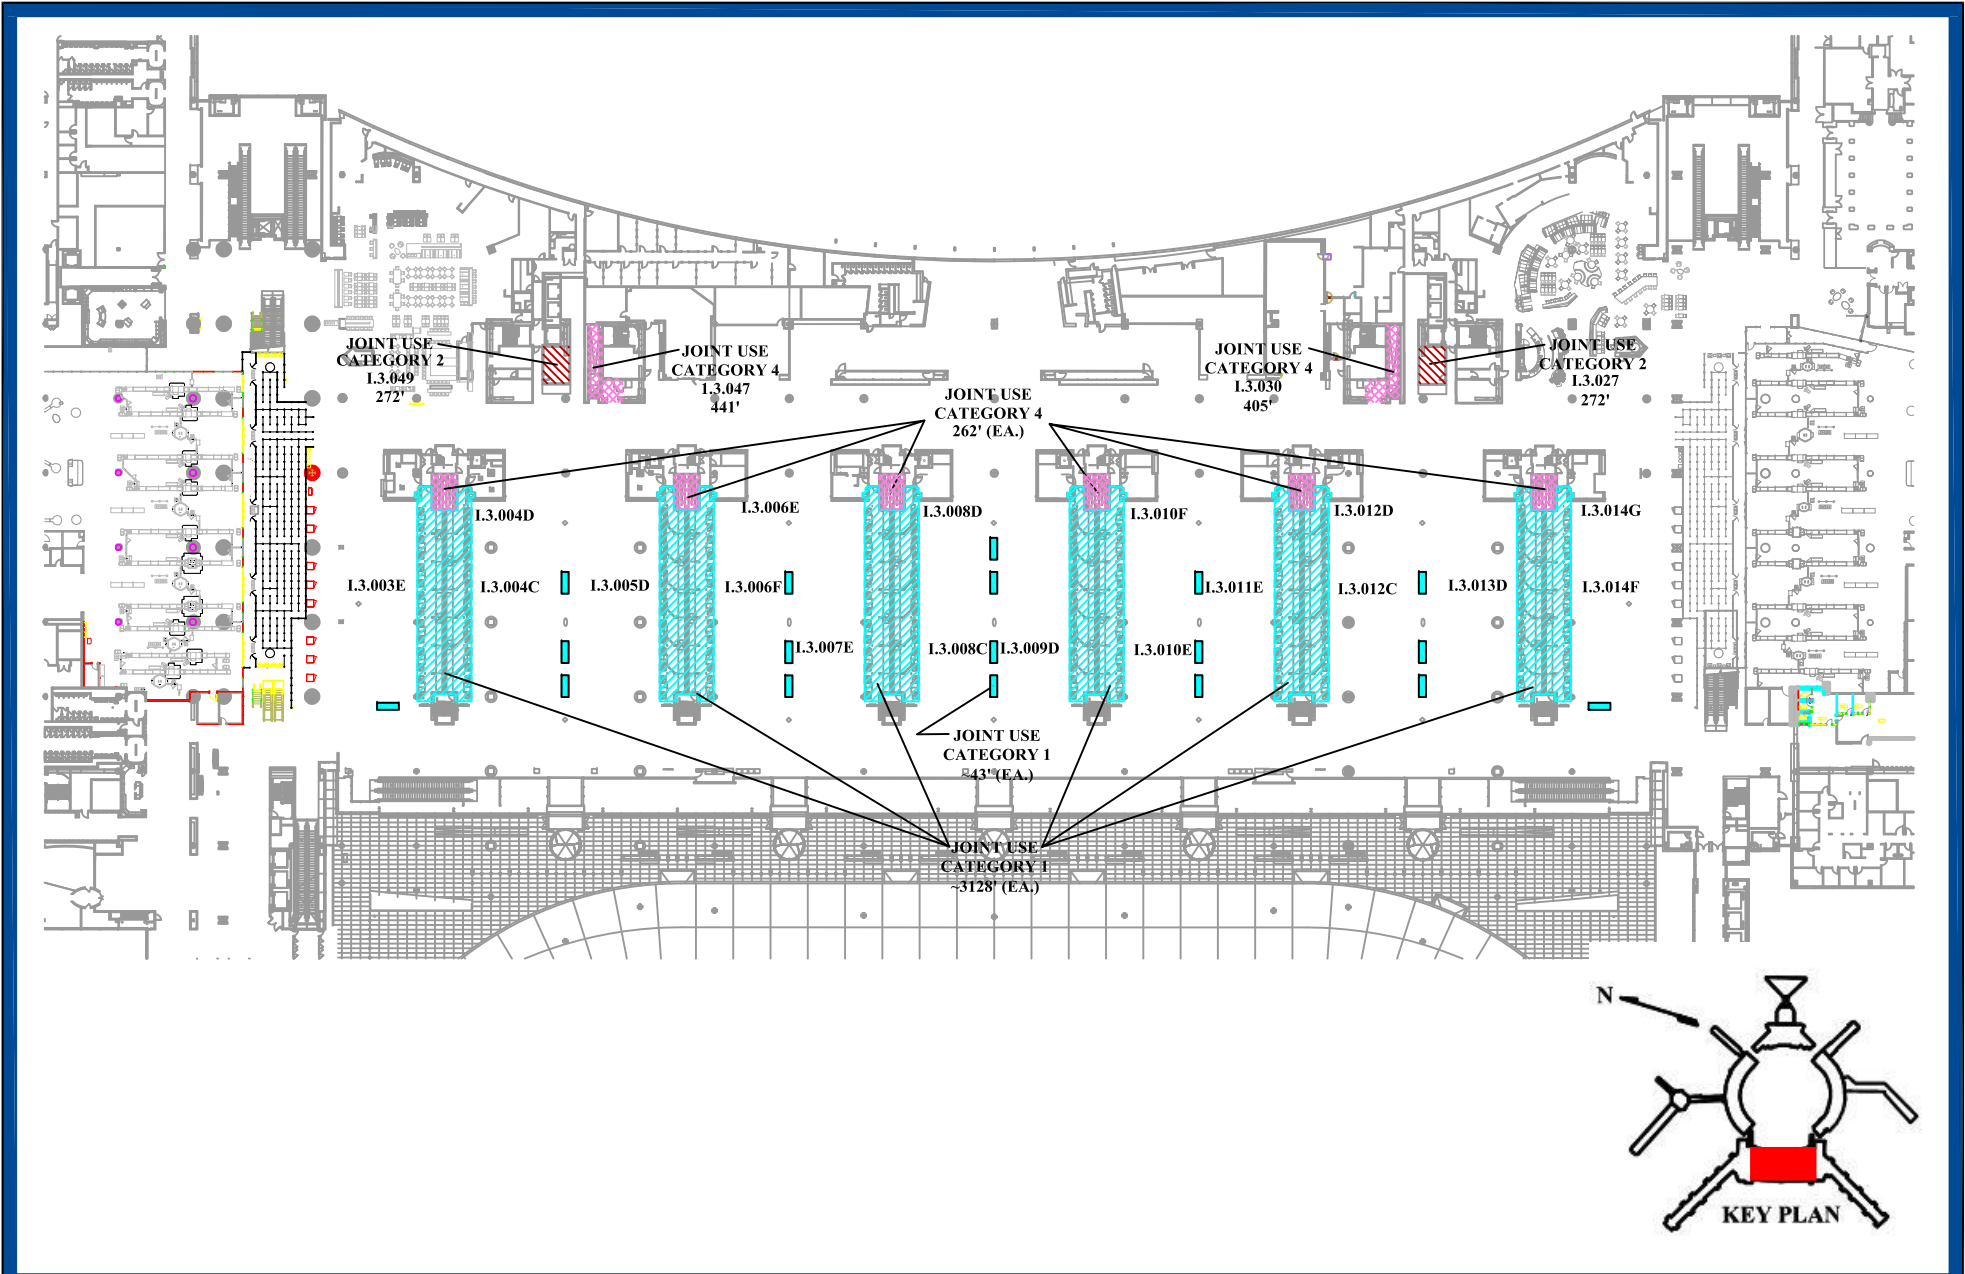 JOINT USE
CATEGORY 2
I.3.049
272'
JOINT USE
CATEGORY 4
1.3.047
441'
JOINT USE
CATEGORY 4
I.3.030
405'
JOINT USE
CATEGORY 2
I.3.027
272'
JOINT USE
CATEGORY 4
262' (EA.)
I.3.004D
I.3.006E
I.3.008D
I.3.010F
I.3.012D
I.3.014G
I.3.003E
I.3.004C
I.3.005D
I.3.006F
I.3.011E
I.3.012C
I.3.013D
I.3.014F
I.3.007E
I.3.008C
I.3.009D
I.3.010E
JOINT USE
CATEGORY 1
~43' (EA.)
JOINT USE
CATEGORY 1
~3128' (EA.)
N
KEY PLAN